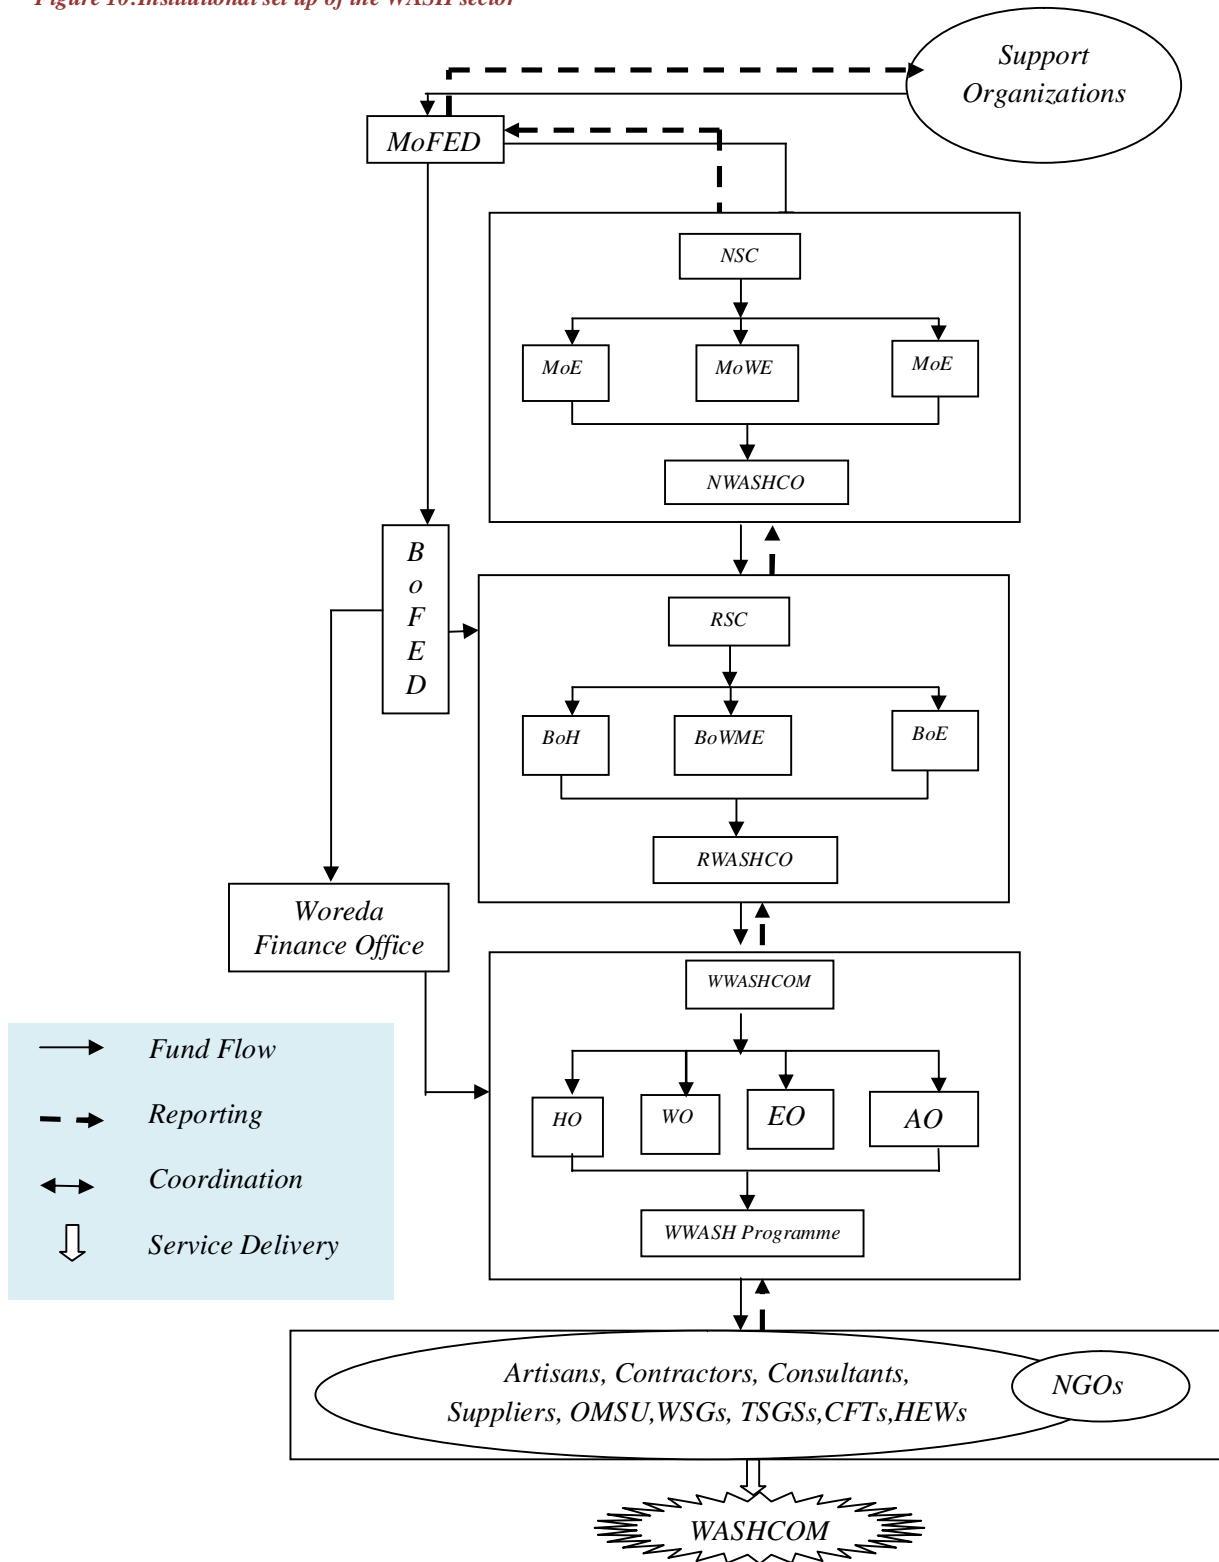 Figure 10:Institutional set up of the WASH sector
Support
Organizations
MoFED
NSC
MoE
MoWE
MoE
NWASHCO
B
o
F
E
D
RSC
BoH
BoWME
BoE
RWASHCO
Woreda
Finance Office
WWASHCOM
HO
WO
EO
AO
WWASH Programme
Fund Flow
Reporting
Coordination
Service Delivery
Artisans, Contractors, Consultants,
Suppliers, OMSU,WSGs, TSGSs,CFTs,HEWs
NGOs
WASHCOM